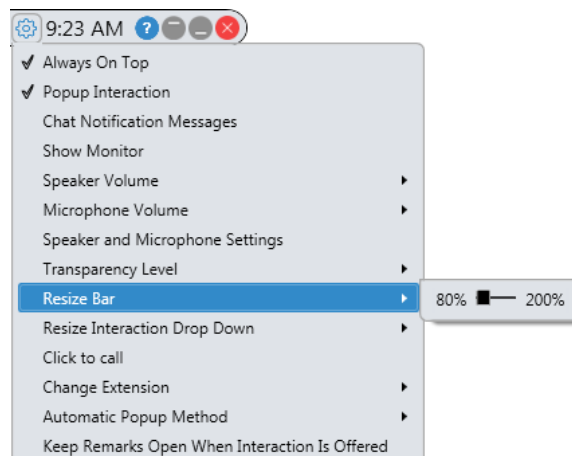 9:23 AM ?
Always On Top
Popup Interaction
Chat Notification Messages
Show Monitor
Speaker Volume
Microphone Volume
Speaker and Microphone Settings
Transparency Level
Resize Bar
80% 200%
Resize Interaction Drop Down
Click to call
Change Extension
Automatic Popup Method
Keep Remarks Open When Interaction Is Offered